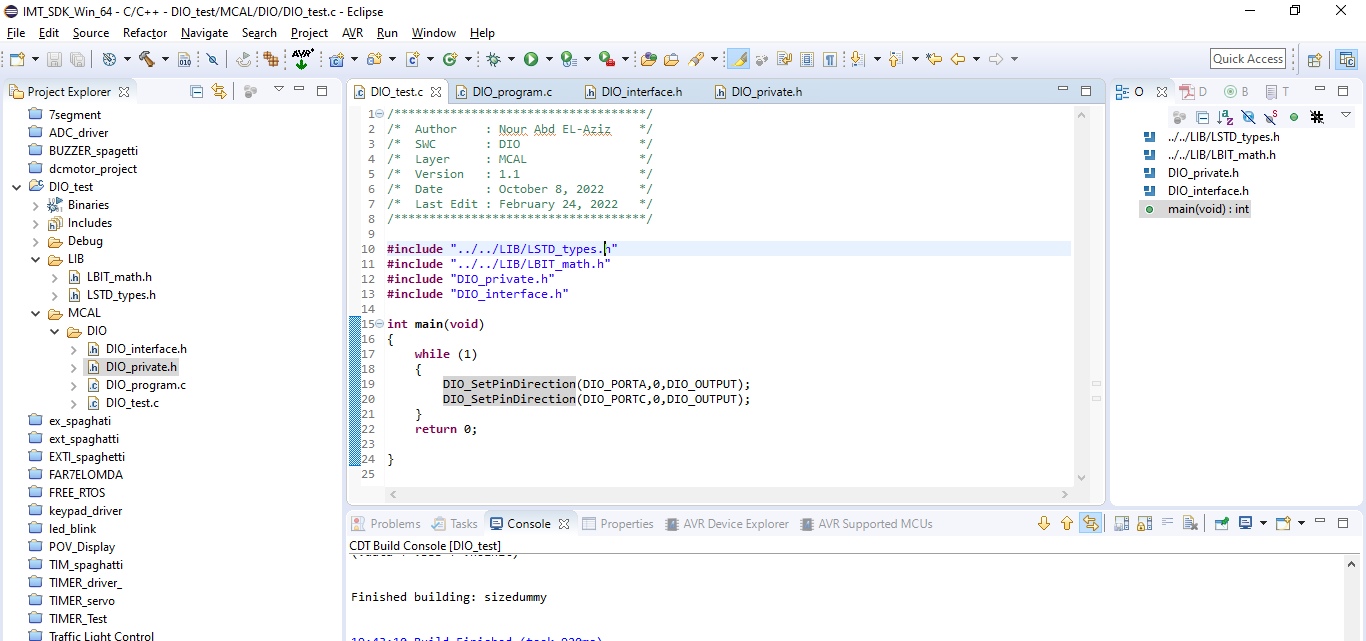 IMT_SDK_Win_64 - C/C++ - DIO_test/MCAL/DIO/DIO_test.c - Eclipse
File Edit Source Refactor Navigate Search Project AVR Run Window Help
Quick Access
Project Explorer
7segment
ADC_driver
BUZZER_spagetti
dcmotor_project
DIO_test
Binaries
Includes
Debug
LIB
LBIT_math.h
LSTD_types.h
MCAL
DIO
DIO_interface.h
DIO_private.h
DIO_program.c
DIO_test.c
ex_spaghati
ext_spaghatti
EXTI_spaghetti
FAR7ELOMDA
FREE_RTOS
keypad_driver
led_blink
POV_Display
TIM_spaghatti
TIMER_driver_
TIMER_servo
TIMER_Test
Traffic Light Control
DIO_test.c DIO_program.c DIO_interface.h DIO_private.h
1 /************************************/
2 /* Author : Nour Abd EL-Aziz */
3 /* SWC : DIO */
4 /* Layer : MCAL */
5 /* Version : 1.1 */
6 /* Date : October 8, 2022 */
7 /* Last Edit : February 24, 2022 */
8 /************************************/
9
10 #include "../../LIB/LSTD_types.h"
11 #include "../../LIB/LBIT_math.h"
12 #include "DIO_private.h"
13 #include "DIO_interface.h"
14
15 int main(void)
16 {
17 while (1)
18 {
19 DIO_SetPinDirection(DIO_PORTA,0,DIO_OUTPUT);
20 DIO_SetPinDirection(DIO_PORTC,0,DIO_OUTPUT);
21 }
22 return 0;
23
24 }
25
O D B T
../../LIB/LSTD_types.h
../../LIB/LBIT_math.h
DIO_private.h
DIO_interface.h
main(void) : int
Problems Tasks Console Properties AVR Device Explorer AVR Supported MCUs
CDT Build Console [DIO_test]
Finished building: sizedummy